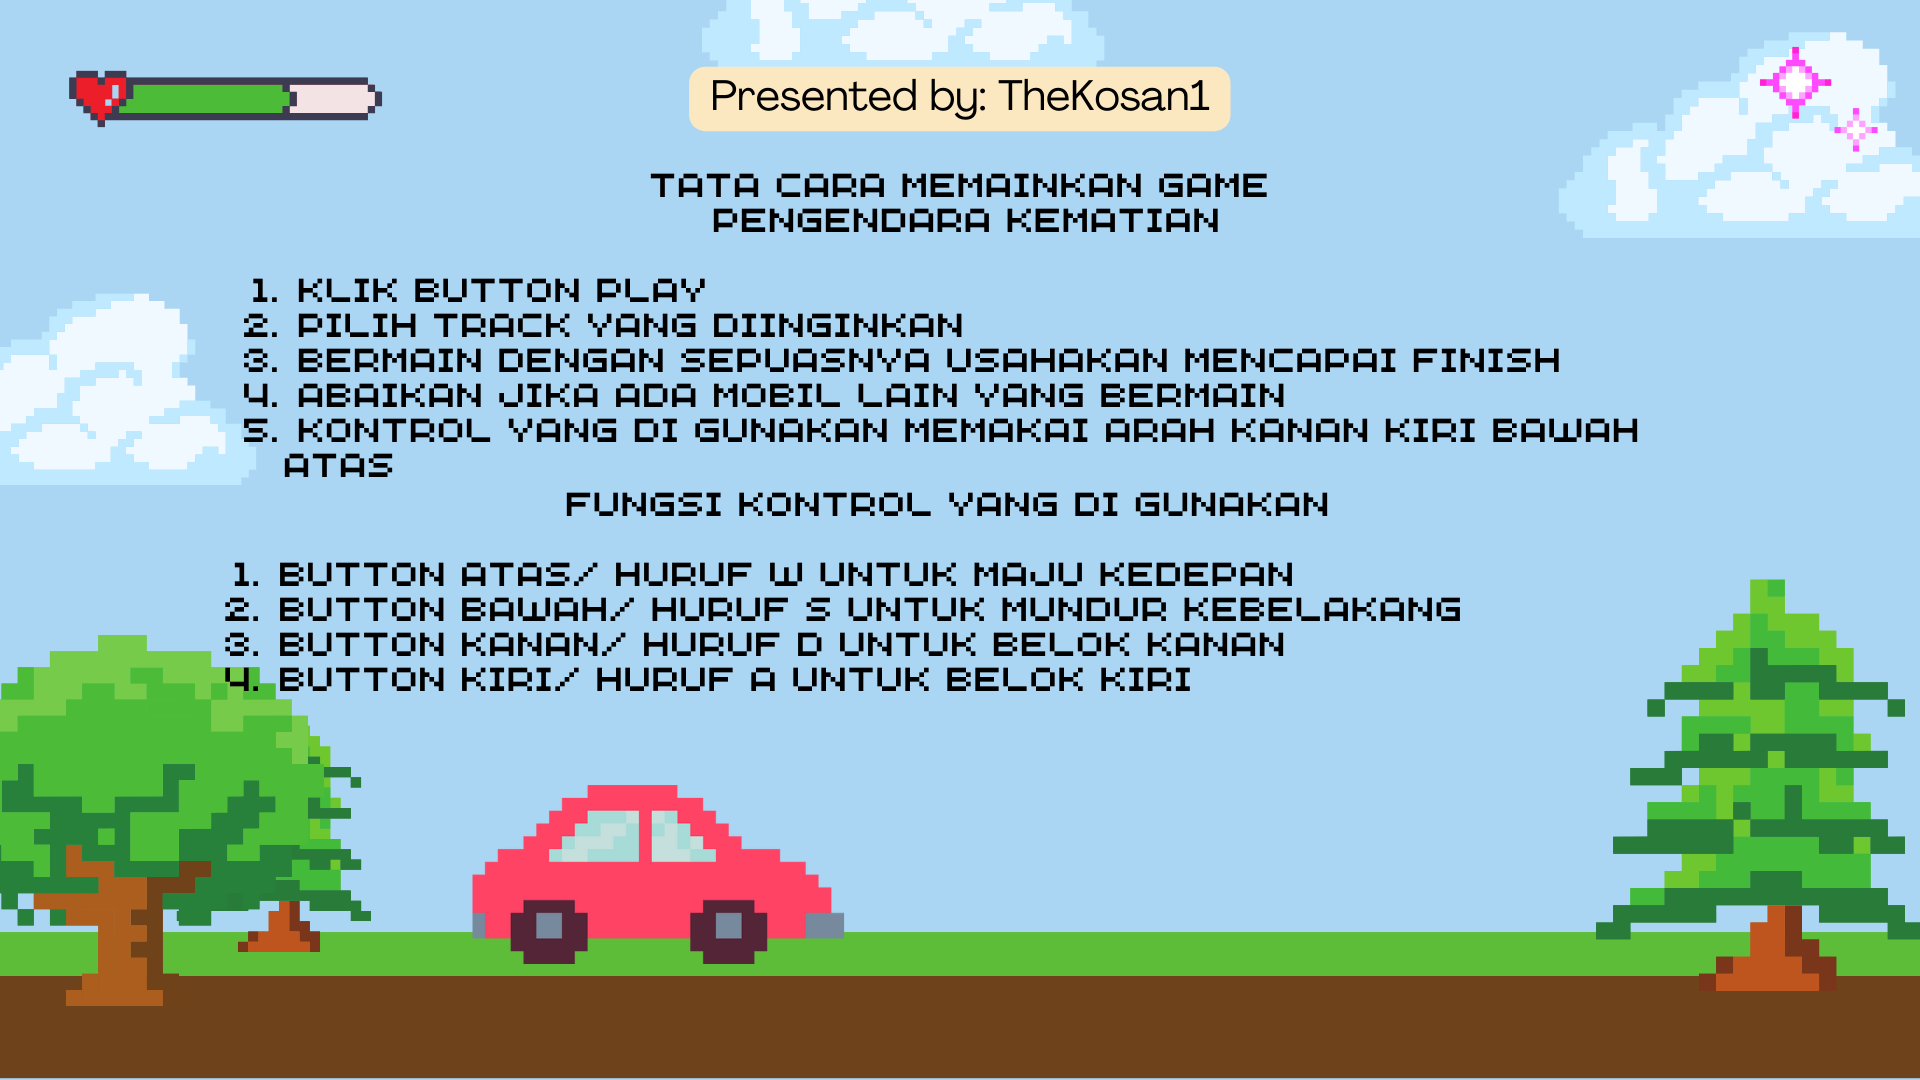 Presented by: TheKosan1
TATA CARA MEMAINKAN GAME
PENGENDARA KEMATIAN
1. KLIK BUTTON PLAY
2. PILIH TRACK YANG DIINGINKAN
3. BERMAIN DENGAN SEPUASNYA USAHAKAN MENCAPAI FINISH
4. ABAIKAN JIKA ADA MOBIL LAIN YANG BERMAIN
5. KONTROL YANG DI GUNAKAN MEMAKAI ARAH KANAN KIRI BAWAH
ATAS
FUNGSI KONTROL YANG DI GUNAKAN
1. BUTTON ATAS/ HURUF W UNTUK MAJU KEDEPAN
2. BUTTON BAWAH/ HURUF S UNTUK MUNDUR KEBELAKANG
3. BUTTON KANAN/ HURUF D UNTUK BELOK KANAN
4. BUTTON KIRI/ HURUF A UNTUK BELOK KIRI